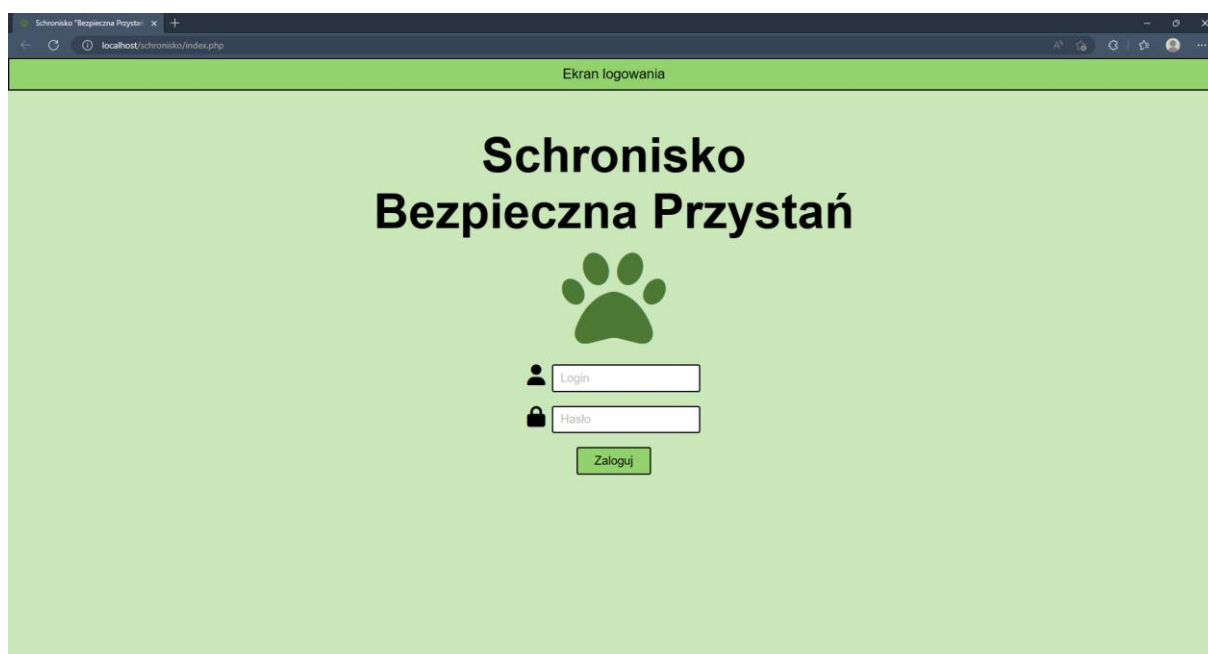 Schronisko "Bezpieczna Przystań
localhost/schronisko/index.php
Ekran logowania
Schronisko
Bezpieczna Przystań
Login
Hasło
Zaloguj